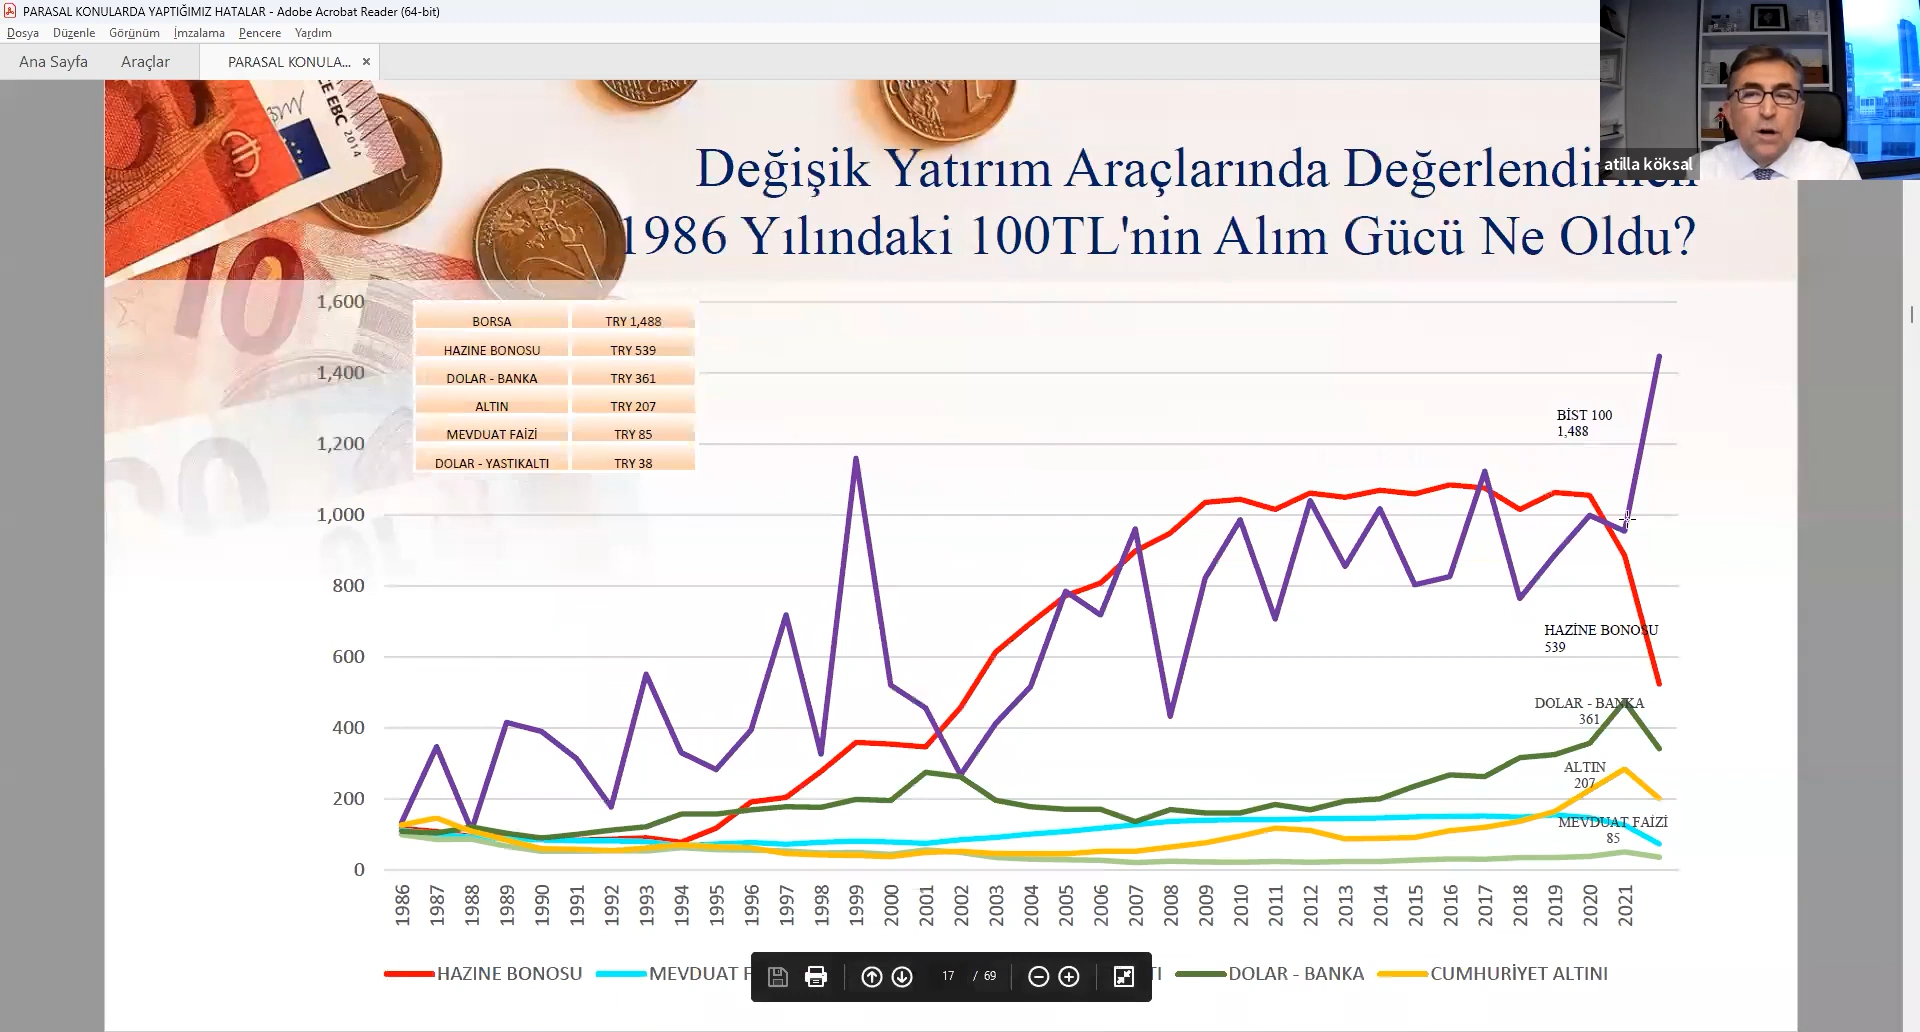 PARASAL KONULARDA YAPTIĞIMIZ HATALAR - Adobe Acrobat Reader (64-bit)
Dosya Düzenle Görünüm İmzalama Pencere Yardım
Ana Sayfa Araçlar PARASAL KONULA... ×
atilla köksal
EBC
2014
10
Değişik Yatırım Araçlarında
1986 Yılındaki 100TL'nin Alım Gücü Ne Oldu?
BORSA TRY 1,488
HAZINE BONOSU TRY 539
DOLAR - BANKA TRY 361
ALTIN TRY 207
MEVDUAT FAİZİ TRY 85
DOLAR - YASTIKALTI TRY 38
1,600
1,400
1,200
1,000
800
600
400
200
0
BİST 100
1,488
HAZİNE BONOSU
539
DOLAR - BANKA
361
ALTIN
207
MEVDUAT FAİZİ
85
1986 1987 1988 1989 1990 1991 1992 1993 1994 1995 1996 1997 1998 1999 2000 2001 2002 2003 2004 2005 2006 2007 2008 2009 2010 2011 2012 2013 2014 2015 2016 2017 2018 2019 2020 2021
HAZINE BONOSU MEVDUAT DOLAR - BANKA CUMHURİYET ALTINI
17 / 69